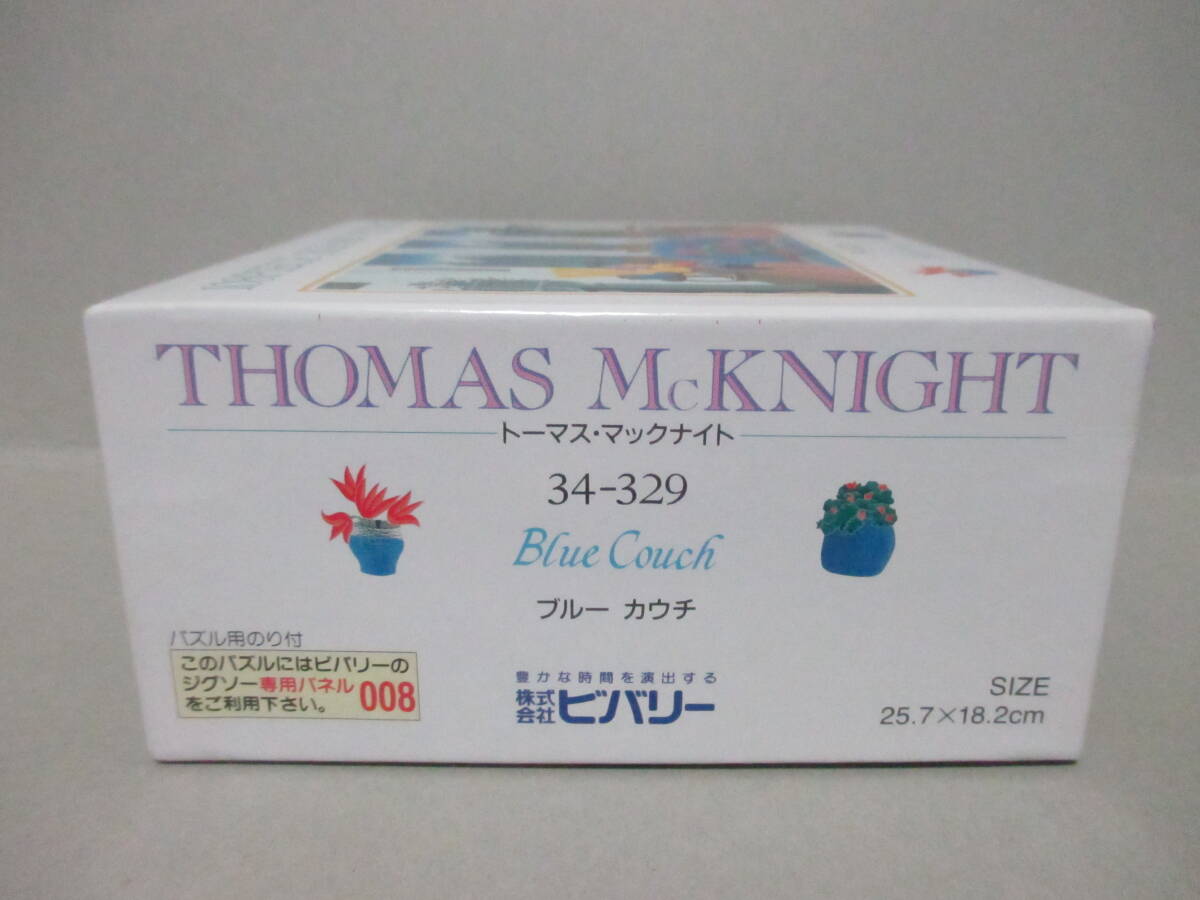 THOMAS McKNIGHT
トーマス・マックナイト
34-329
Blue Couch
ブルー カウチ
パズル用のり付
このパズルにはビバリーの
ジグソー専用パネル 008
をご利用下さい。
豊かな時間を演出する
株式会社 ビバリー
SIZE
25.7×18.2cm